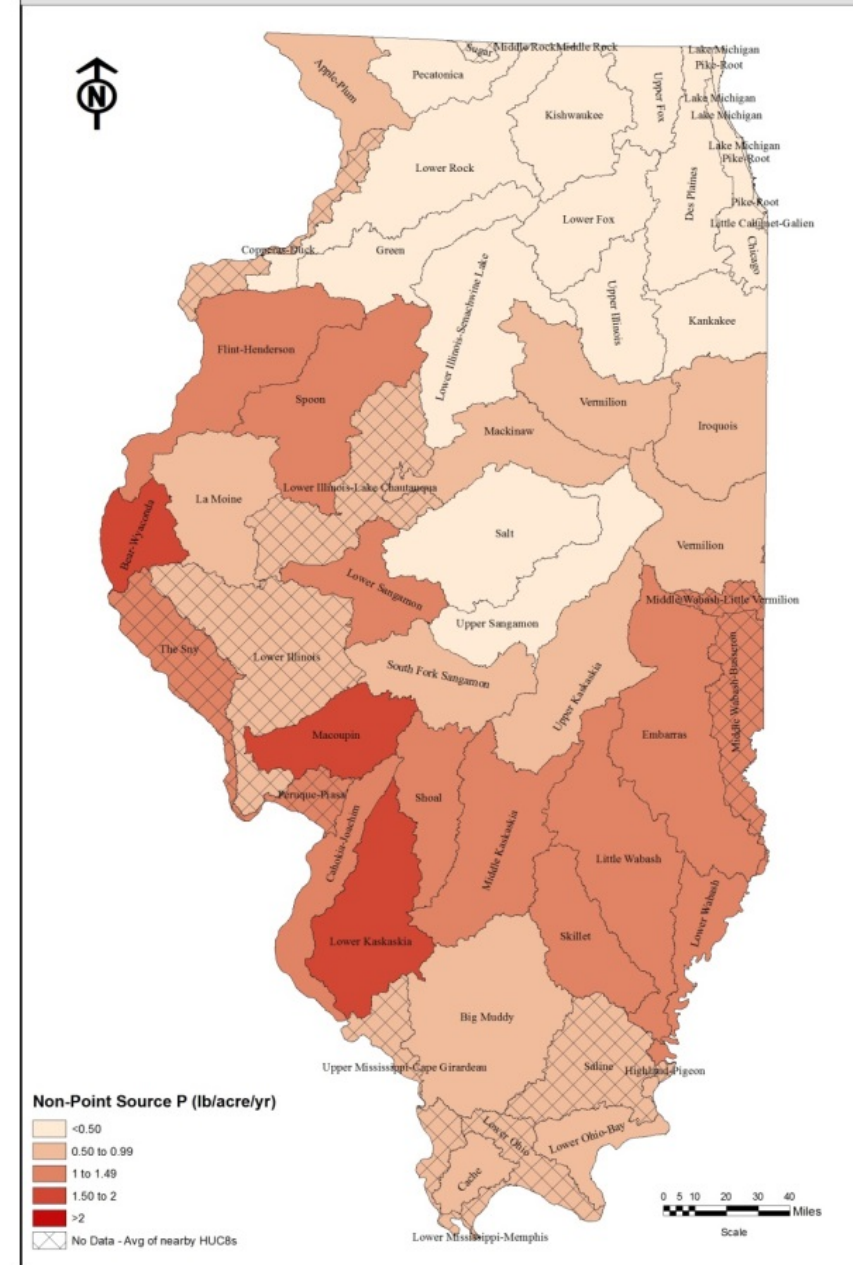 N
Sugar
Middle Rock
Middle Rock
Lake Michigan
Pike-Root
Apple-Plum
Pecatonica
Upper Fox
Lake Michigan
Kishwaukee
Lake Michigan
Lake Michigan
Pike-Root
Lower Rock
Des Plaines
Pike-Root
Lower Fox
Little Calumet-Galien
Copperas-Duck
Green
Chicago
Lower Illinois-Senachwine Lake
Upper Illinois
Kankakee
Flint-Henderson
Spoon
Vermilion
Iroquois
Mackinaw
Lower Illinois-Lake Chautauqua
La Moine
Bear-Wyaconda
Salt
Vermilion
Lower Sangamon
Middle Wabash-Little Vermilion
Upper Sangamon
The Sny
Lower Illinois
South Fork Sangamon
Upper Kaskaskia
Middle Wabash-Busseron
Macoupin
Embarras
Peruque-Piasa
Shoal
Cahokia-Joachim
Middle Kaskaskia
Little Wabash
Lower Wabash
Skillet
Lower Kaskaskia
Big Muddy
Upper Mississippi-Cape Girardeau
Saline
Highland-Pigeon
Lower Ohio
Lower Ohio-Bay
Cache
Lower Mississippi-Memphis
Non-Point Source P (lb/acre/yr)
<0.50
0.50 to 0.99
1 to 1.49
1.50 to 2
>2
No Data - Avg of nearby HUC8s
0 5 10 20 30 40
Miles
Scale